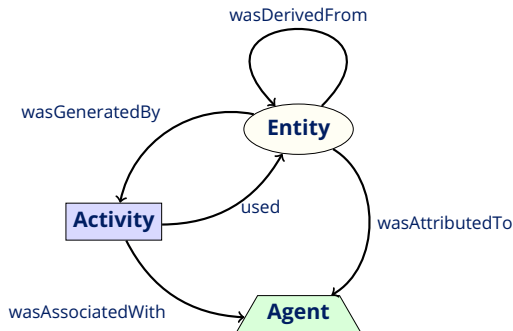 wasDerivedFrom
wasGeneratedBy
Entity
Activity
used
wasAttributedTo
wasAssociatedWith
Agent